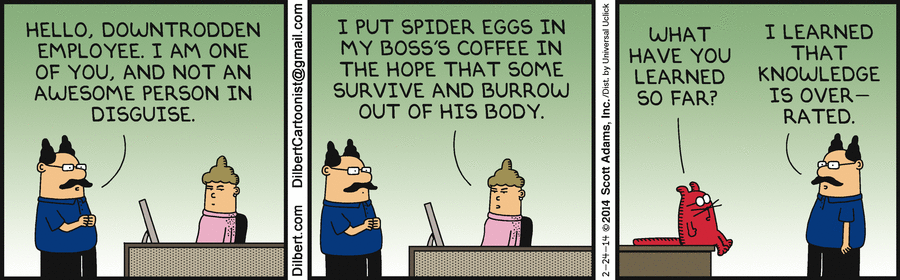 HELLO, DOWNTRODDEN
EMPLOYEE. I AM ONE
OF YOU, AND NOT AN
AWESOME PERSON IN
DISGUISE.
Dilbert.com DilbertCartoonist@gmail.com
I PUT SPIDER EGGS IN
MY BOSS'S COFFEE IN
THE HOPE THAT SOME
SURVIVE AND BURROW
OUT OF HIS BODY.
2-24-14 © 2014 Scott Adams, Inc./Dist. by Universal Uclick
WHAT
HAVE YOU
LEARNED
SO FAR?
I LEARNED
THAT
KNOWLEDGE
IS OVER-
RATED.